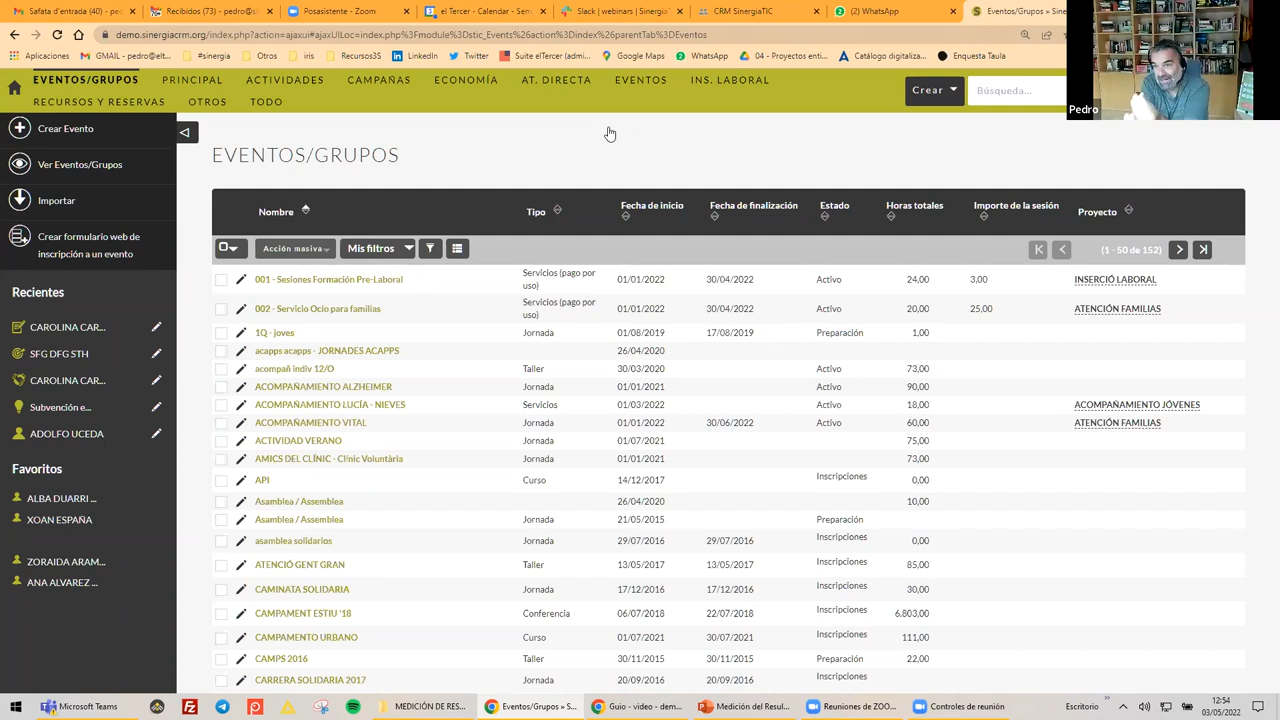 Safata d'entrada (40) - pe
Recibidos (73) - pedro@elt
Posasistente - Zoom
el Tercer - Calendar - Sem
Slack | webinars | Sinergia T
CRM SinergiaTIC
(2) WhatsApp
Eventos/Grupos » Sinergi
demo.sinergiacrm.org/index.php?action=ajaxui#ajaxUILoc=index.php%3Fmodule%3Dstic_Events%26action%3Dindex%26parentTab%3DEventos
Aplicaciones
GMAIL - pedro@elt...
#sinergia
Otros
iris
Recursos3S
LinkedIn
Twitter
Suite elTercer (admi...
Google Maps
WhatsApp
04 - Proyectos enti...
Catálogo digitaliz...
Enquesta Taula
EVENTOS/GRUPOS
PRINCIPAL
ACTIVIDADES
CAMPAÑAS
ECONOMÍA
AT. DIRECTA
EVENTOS
INS. LABORAL
Crear
Búsqueda...
Pedro
RECURSOS Y RESERVAS
OTROS
TODO
Crear Evento
Ver Eventos/Grupos
Importar
Crear formulario web de
inscripción a un evento
Recientes
CAROLINA CAR...
SFG DFG STH
CAROLINA CAR...
Subvención e...
ADOLFO UCEDA
Favoritos
ALBA DUARRI ...
XOAN ESPAÑA
ZORAIDA ARAM...
ANA ALVAREZ ...
EVENTOS/GRUPOS
Nombre Tipo Fecha de inicio Fecha de finalización Estado Horas totales Importe de la sesión Proyecto
Acción masiva Mis filtros (1 - 50 de 152)
001 - Sesiones Formación Pre-Laboral Servicios (pago por uso) 01/01/2022 30/04/2022 Activo 24,00 3,00 INSERCIÓ LABORAL
002 - Servicio Ocio para familias Servicios (pago por uso) 01/01/2022 30/04/2022 Activo 20,00 25,00 ATENCIÓN FAMILIAS
1Q - joves Jornada 01/08/2019 17/08/2019 Preparación 1,00
acapps acapps - JORNADES ACAPPS 26/04/2020
acompañ indiv 12/O Taller 30/03/2020 Activo 73,00
ACOMPAÑAMIENTO ALZHEIMER Jornada 01/01/2021 Activo 90,00
ACOMPAÑAMIENTO LUCÍA - NIEVES Servicios 01/03/2022 Activo 18,00 ACOMPAÑAMIENTO JÓVENES
ACOMPAÑAMIENTO VITAL Jornada 01/01/2022 30/06/2022 Activo 60,00 ATENCIÓN FAMILIAS
ACTIVIDAD VERANO Jornada 01/07/2021 75,00
AMICS DEL CLÍNIC - Clínic Voluntària Jornada 01/01/2021 73,00
API Curso 14/12/2017 Inscripciones 0,00
Asamblea / Assemblea 26/04/2020 10,00
Asamblea / Assemblea Jornada 21/05/2015 Preparación
asamblea solidarios Jornada 29/07/2016 29/07/2016 Inscripciones 0,00
ATENCIÓ GENT GRAN Taller 13/05/2017 13/05/2017 Inscripciones 85,00
CAMINATA SOLIDARIA Jornada 17/12/2016 17/12/2016 Inscripciones 30,00
CAMPAMENT ESTIU '18 Conferencia 06/07/2018 22/07/2018 Inscripciones 6.803,00
CAMPAMENTO URBANO Curso 01/07/2021 30/07/2021 Inscripciones 111,00
CAMPS 2016 Taller 30/11/2015 30/11/2015 Preparación 22,00
CARRERA SOLIDARIA 2017 Jornada 20/09/2016 20/09/2016 Inscripciones
Microsoft Teams
MEDICIÓN DE RES...
Eventos/Grupos » S...
Guio - video - dem...
Medición del Resul...
Reuniones de ZOO...
Controles de reunión
Escritorio
12:54
03/05/2022